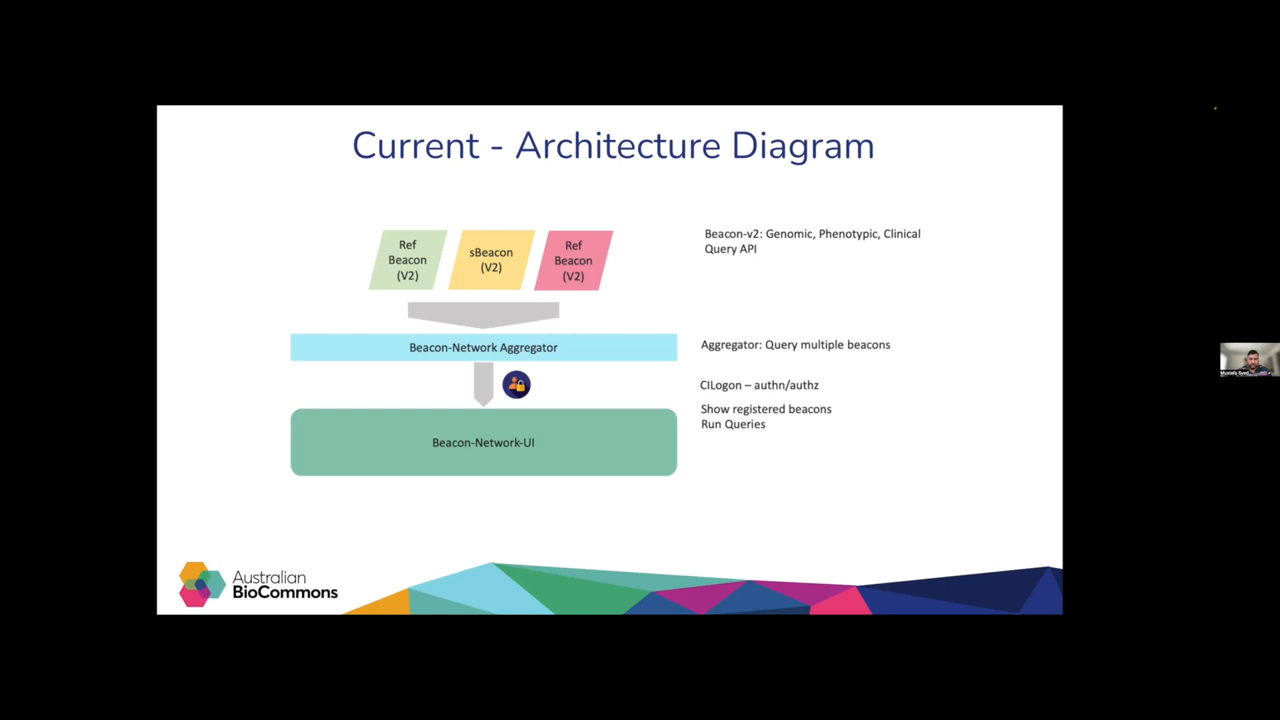 Current - Architecture Diagram
Ref
Beacon
(V2)
sBeacon
(V2)
Ref
Beacon
(V2)
Beacon-v2: Genomic, Phenotypic, Clinical
Query API
Beacon-Network Aggregator
Aggregator: Query multiple beacons
CILogon – authn/authz
Show registered beacons
Run Queries
Beacon-Network-UI
Australian
BioCommons
Mustafa Syed